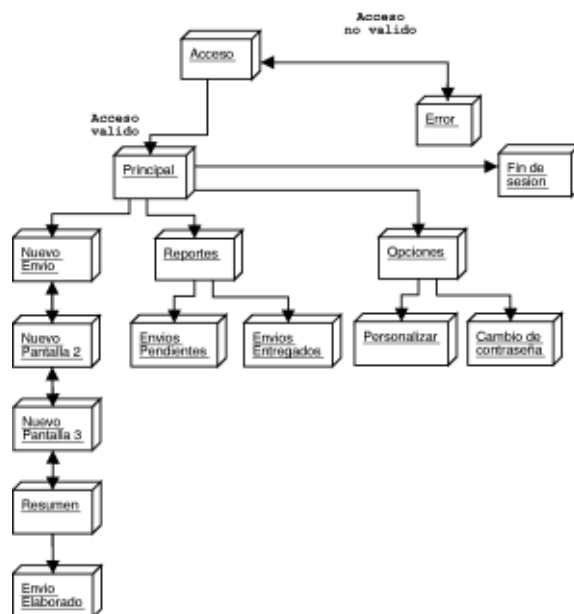 Acceso
no valido
Acceso
Acceso
valido
Error
Principal
Fin de
sesion
Nuevo
Envio
Reportes
Opciones
Nuevo
Pantalla 2
Envios
Pendientes
Envios
Entregados
Personalizar
Cambio de
contraseña
Nuevo
Pantalla 3
Resumen
Envio
Elaborado